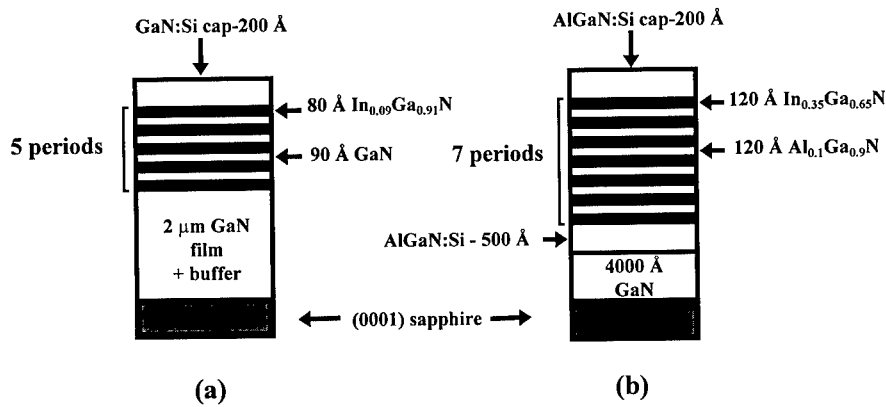 GaN:Si cap-200 Å
80 Å In0.09Ga0.91N
5 periods
90 Å GaN
2 μm GaN
film
+ buffer
(a)
AlGaN:Si cap-200 Å
120 Å In0.35Ga0.65N
7 periods
120 Å Al0.1Ga0.9N
AlGaN:Si - 500 Å
4000 Å
GaN
(0001) sapphire
(b)